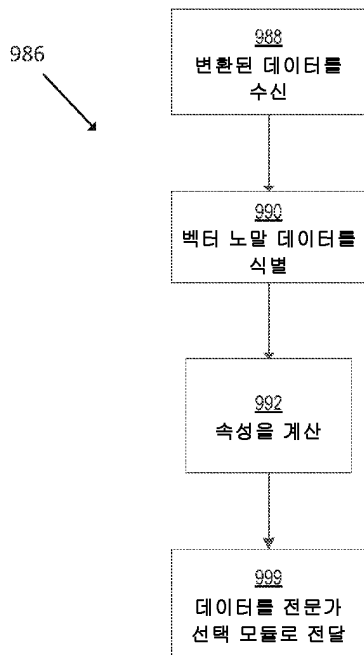 986
988
변환된 데이터를
수신
990
벡터 노말 데이터를
식별
992
속성을 계산
999
데이터를 전문가
선택 모듈로 전달